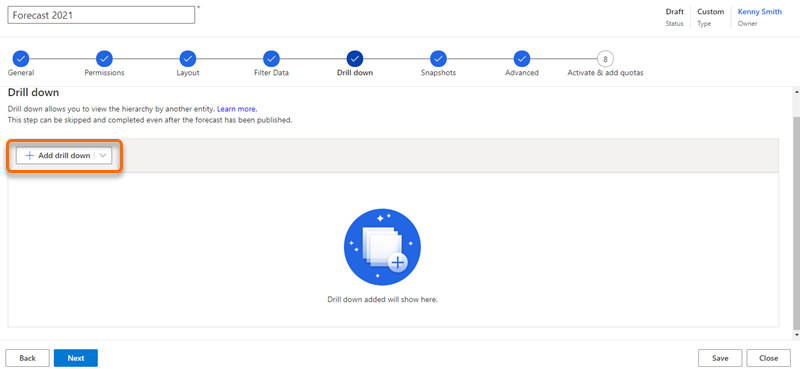 Forecast 2021 *
Draft Custom Kenny Smith
Status Type Owner
8
General Permissions Layout Filter Data Drill down Snapshots Advanced Activate & add quotas
Drill down
Drill down allows you to view the hierarchy by another entity. Learn more.
This step can be skipped and completed even after the forecast has been published.
Add drill down
Drill down added will show here.
Back Next Save Close